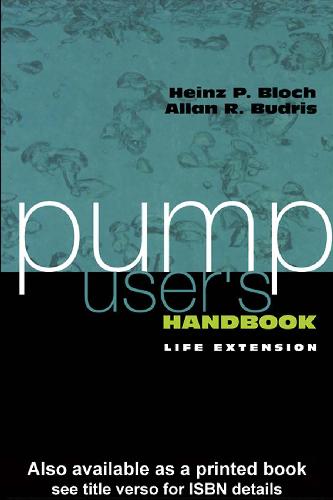 Heinz P. Bloch
Allan R. Budris
pump
user's
HANDBOOK
LIFE EXTENSION
Also available as a printed book
see title verso for ISBN details